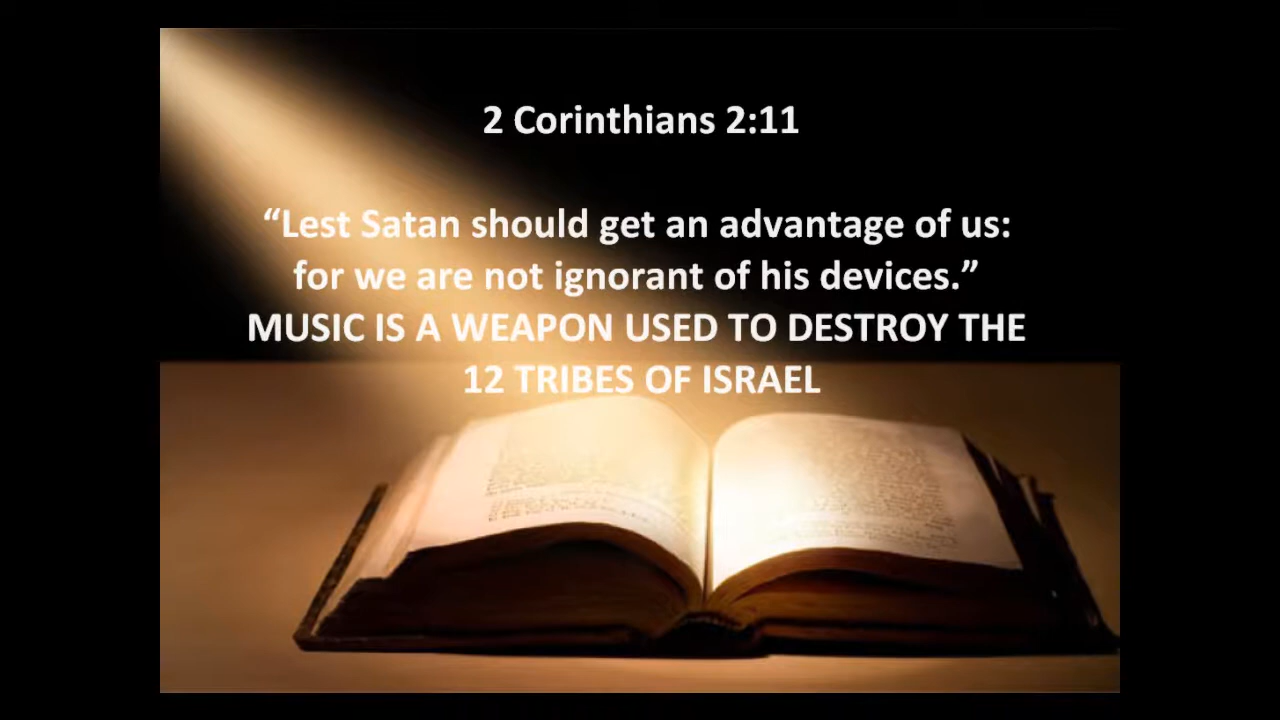 2 Corinthians 2:11
“Lest Satan should get an advantage of us:
for we are not ignorant of his devices.”
MUSIC IS A WEAPON USED TO DESTROY THE
12 TRIBES OF ISRAEL